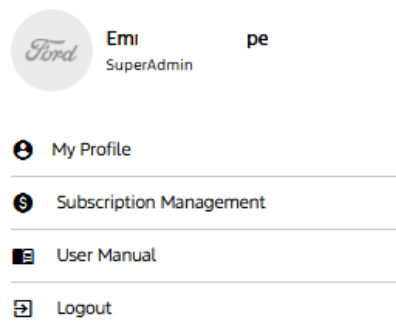 Ford
SuperAdmin
My Profile
Subscription Management
User Manual
Logout